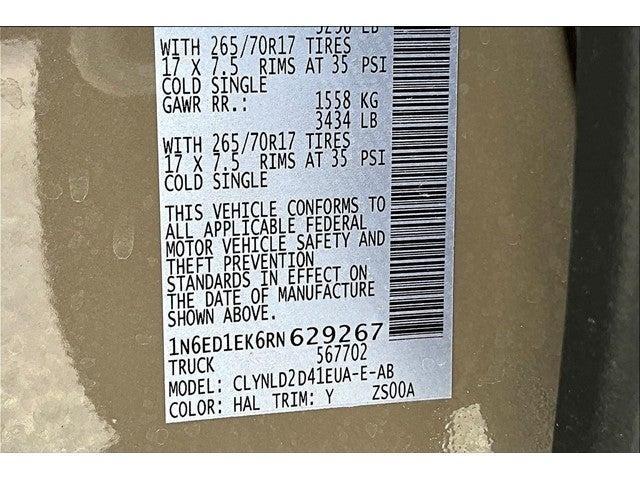 WITH 265/70R17 TIRES
17 X 7.5 RIMS AT 35 PSI
COLD SINGLE
GAWR RR.: 1558 KG
3434 LB
WITH 265/70R17 TIRES
17 X 7.5 RIMS AT 35 PSI
COLD SINGLE
THIS VEHICLE CONFORMS TO
ALL APPLICABLE FEDERAL
MOTOR VEHICLE SAFETY AND
THEFT PREVENTION
STANDARDS IN EFFECT ON
THE DATE OF MANUFACTURE
SHOWN ABOVE.
1N6ED1EK6RN629267
TRUCK 567702
MODEL: CLYNLD2D41EUA-E-AB
COLOR: HAL TRIM: Y ZS00A